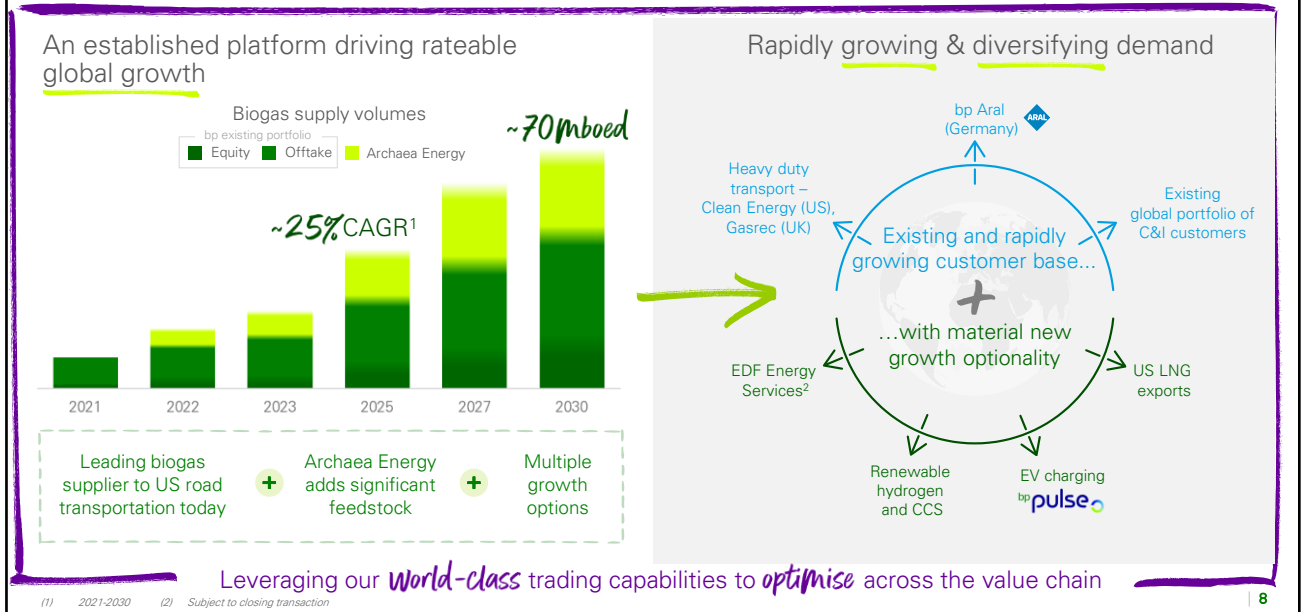 An established platform driving rateable
global growth
Biogas supply volumes
bp existing portfolio
Equity Offtake Archaea Energy
~70mboed
~25% CAGR¹
2021 2022 2023 2025 2027 2030
Leading biogas
supplier to US road
transportation today
+
Archaea Energy
adds significant
feedstock
+
Multiple
growth
options
Rapidly growing & diversifying demand
bp Aral
(Germany)
ARAL
Heavy duty
transport –
Clean Energy (US),
Gasrec (UK)
Existing
global portfolio of
C&I customers
Existing and rapidly
growing customer base...
+
...with material new
growth optionality
EDF Energy
Services²
US LNG
exports
Renewable
hydrogen
and CCS
EV charging
bp pulse
Leveraging our world-class trading capabilities to optimise across the value chain
(1) 2021-2030 (2) Subject to closing transaction
| 8